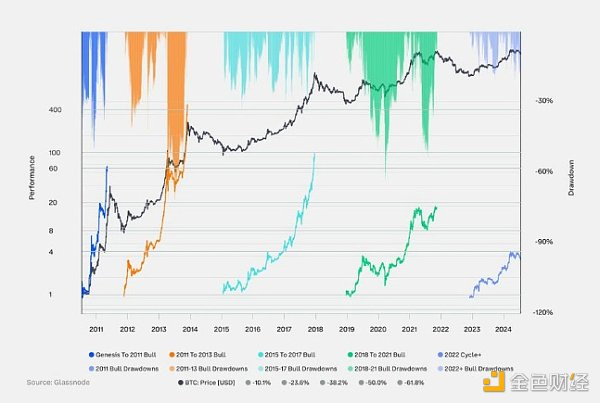 400
100
60
20
8
4
1
Performance
-30%
-60%
-90%
-120%
Drawdown
2011 2012 2013 2014 2015 2016 2017 2018 2019 2020 2021 2022 2023 2024
Genesis To 2011 Bull 2011 To 2013 Bull 2015 To 2017 Bull 2018 To 2021 Bull 2022 Cycle+
2011 Bull Drawdowns 2011-13 Bull Drawdowns 2015-17 Bull Drawdowns 18-21 Bull Drawdowns 2022+ Bull Drawdowns
Source: Glassnode
BTC: Price [USD] -10.1% -23.6% -38.2% -50.0% -61.8%
金色财经